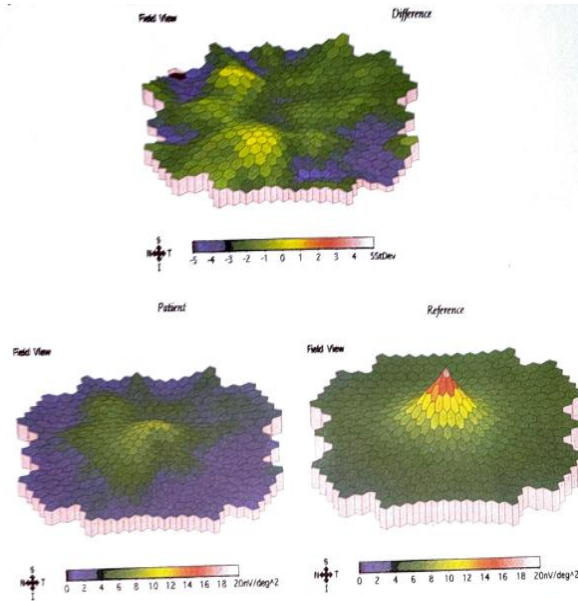 Field View
Difference
S
N T
I
-5 -4 -3 -2 -1 0 1 2 3 4 5StDev
Patient
Reference
Field View
Field View
S
N T
I
0 2 4 6 8 10 12 14 16 18 20nV/deg^2
S
N T
I
0 2 4 6 8 10 12 14 16 18 20nV/deg^2